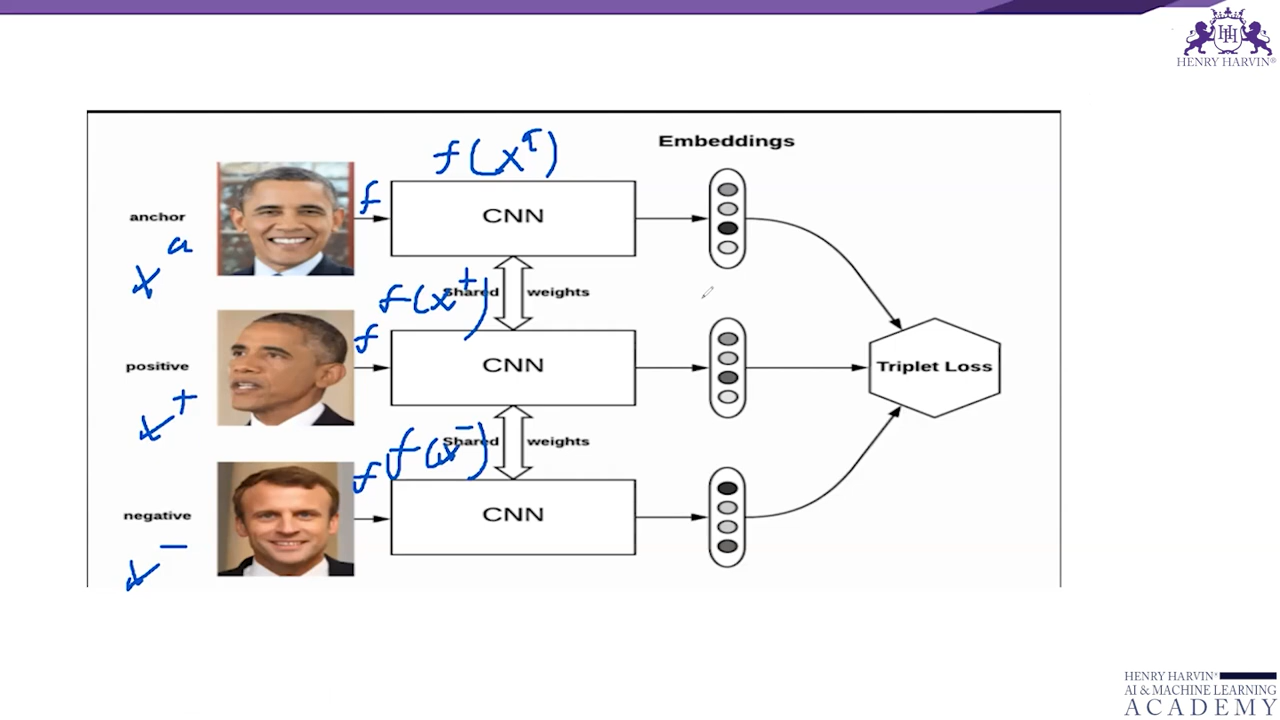 HENRY HARVIN®
Embeddings
f(xᵃ)
anchor
f
CNN
xᵃ
f(x⁺)
Shared weights
positive
f
CNN
x⁺
Shared weights
f(x⁻)
negative
f
CNN
x⁻
Triplet Loss
HENRY HARVIN®
AI & MACHINE LEARNING
ACADEMY